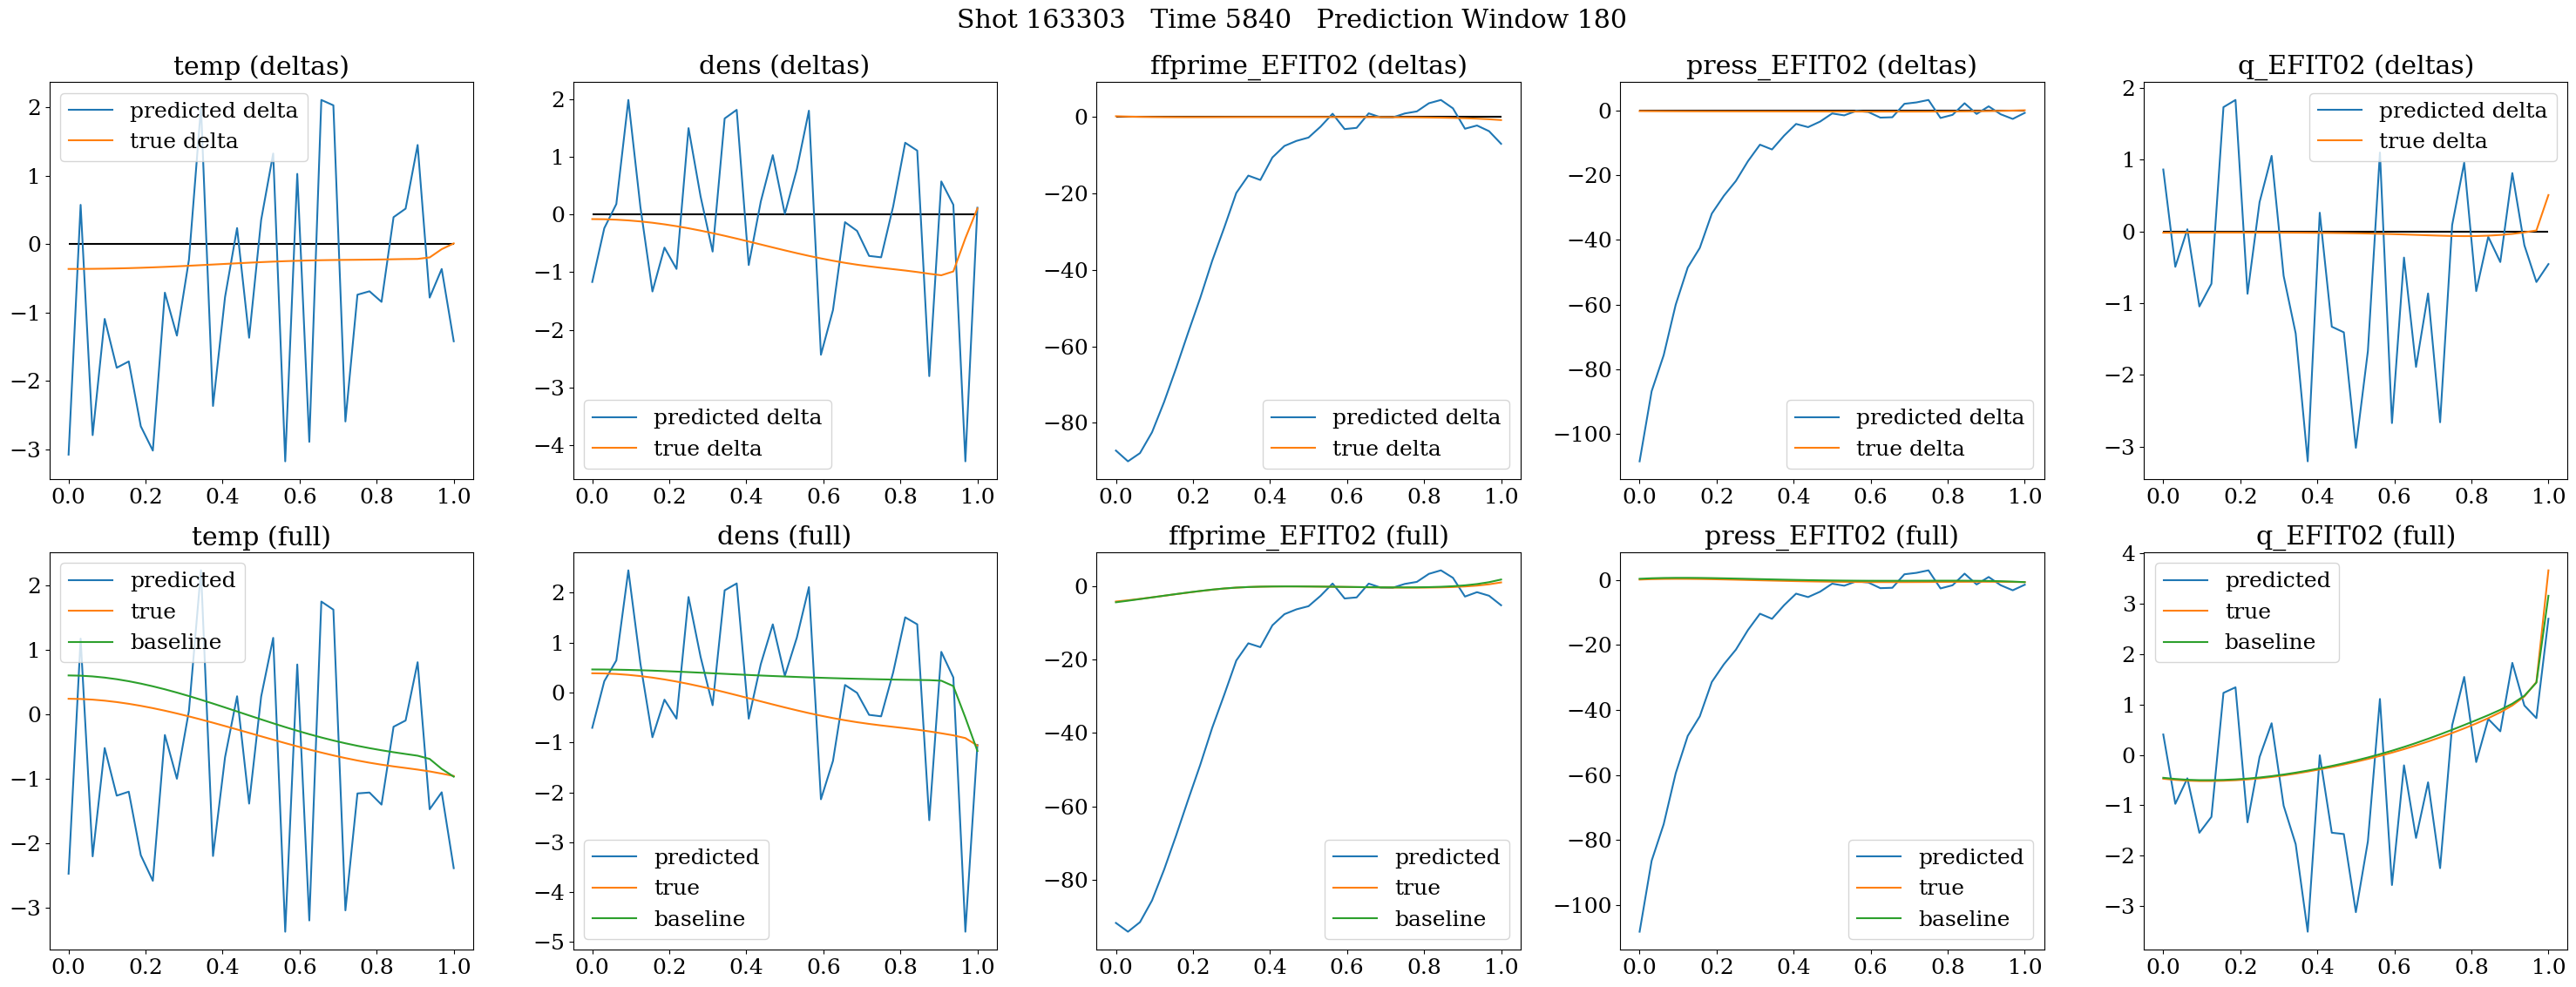 Shot 163303   Time 5840   Prediction Window 180
temp (deltas)
2
1
0
−1
−2
−3
predicted delta
true delta
0.0 0.2 0.4 0.6 0.8 1.0
dens (deltas)
2
1
0
−1
−2
−3
−4
predicted delta
true delta
0.0 0.2 0.4 0.6 0.8 1.0
ffprime_EFIT02 (deltas)
0
−20
−40
−60
−80
predicted delta
true delta
0.0 0.2 0.4 0.6 0.8 1.0
press_EFIT02 (deltas)
0
−20
−40
−60
−80
−100
predicted delta
true delta
0.0 0.2 0.4 0.6 0.8 1.0
q_EFIT02 (deltas)
2
1
0
−1
−2
−3
predicted delta
true delta
0.0 0.2 0.4 0.6 0.8 1.0
temp (full)
2
1
0
−1
−2
−3
predicted
true
baseline
0.0 0.2 0.4 0.6 0.8 1.0
dens (full)
2
1
0
−1
−2
−3
−4
−5
predicted
true
baseline
0.0 0.2 0.4 0.6 0.8 1.0
ffprime_EFIT02 (full)
0
−20
−40
−60
−80
predicted
true
baseline
0.0 0.2 0.4 0.6 0.8 1.0
press_EFIT02 (full)
0
−20
−40
−60
−80
−100
predicted
true
baseline
0.0 0.2 0.4 0.6 0.8 1.0
q_EFIT02 (full)
4
3
2
1
0
−1
−2
−3
predicted
true
baseline
0.0 0.2 0.4 0.6 0.8 1.0